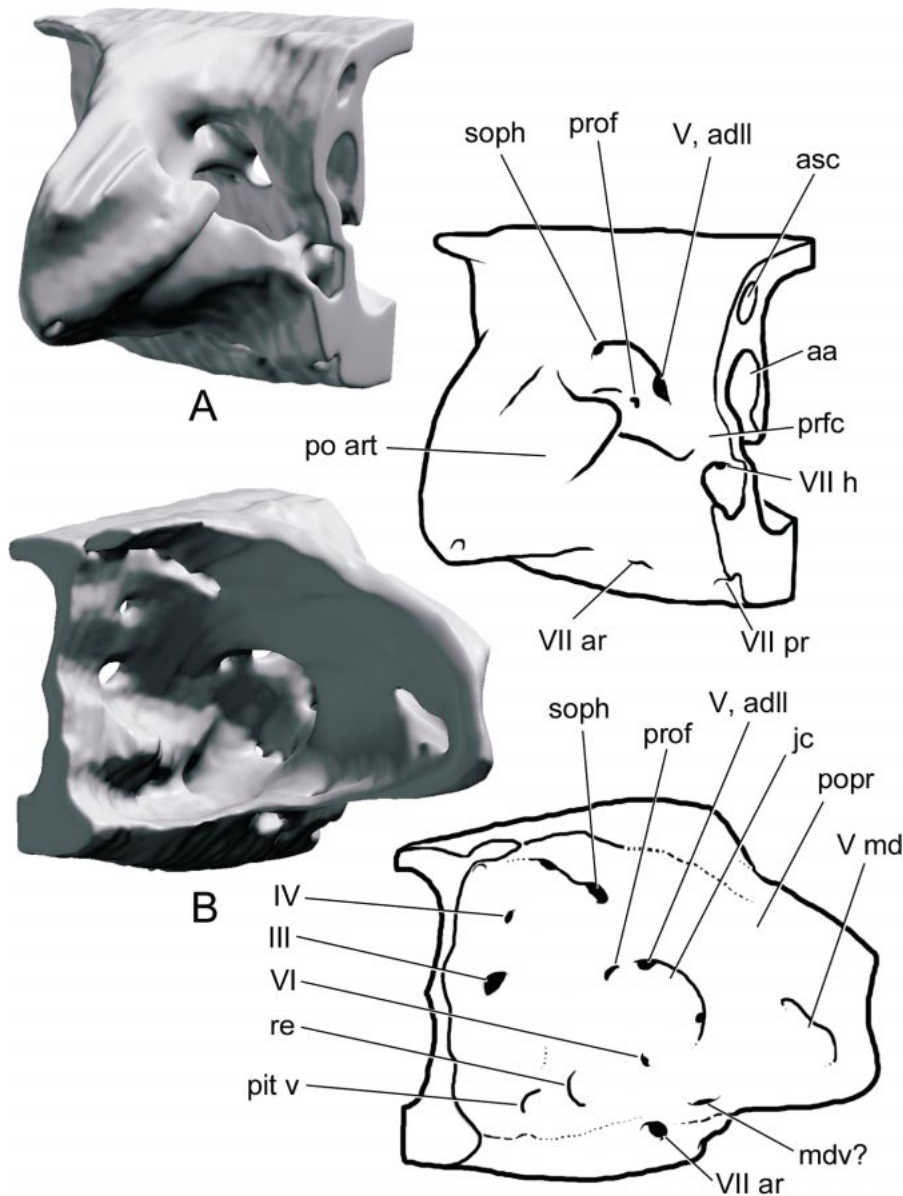 A
soph
prof
V, adll
asc
aa
po art
prfc
VII h
VII ar
VII pr
B
soph
prof
V, adll
jc
popr
V md
IV
III
VI
re
pit v
mdv?
VII ar